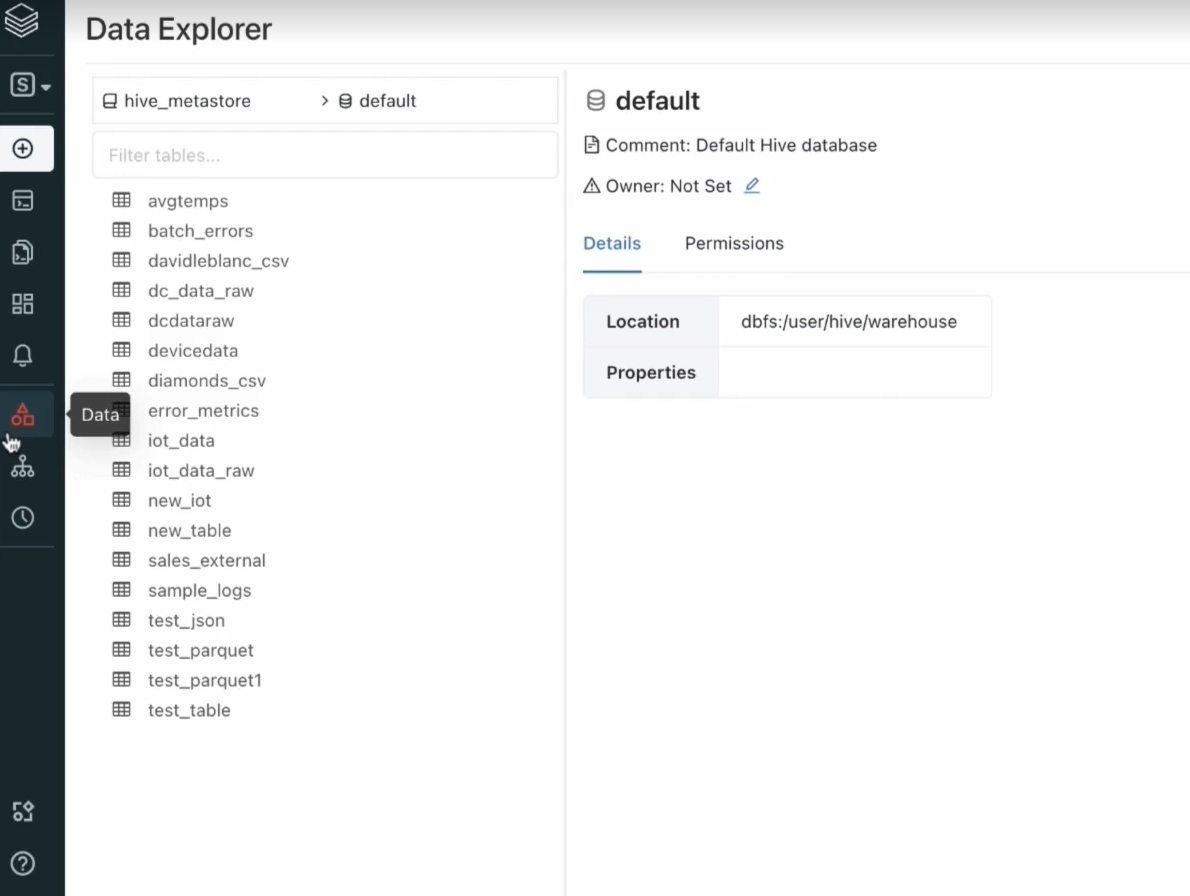 Data Explorer
S
hive_metastore > default
Filter tables...
avgtemps
batch_errors
davidleblanc_csv
dc_data_raw
dcdataraw
devicedata
diamonds_csv
error_metrics
iot_data
iot_data_raw
new_iot
new_table
sales_external
sample_logs
test_json
test_parquet
test_parquet1
test_table
Data
default
Comment: Default Hive database
Owner: Not Set
Details Permissions
Location dbfs:/user/hive/warehouse
Properties